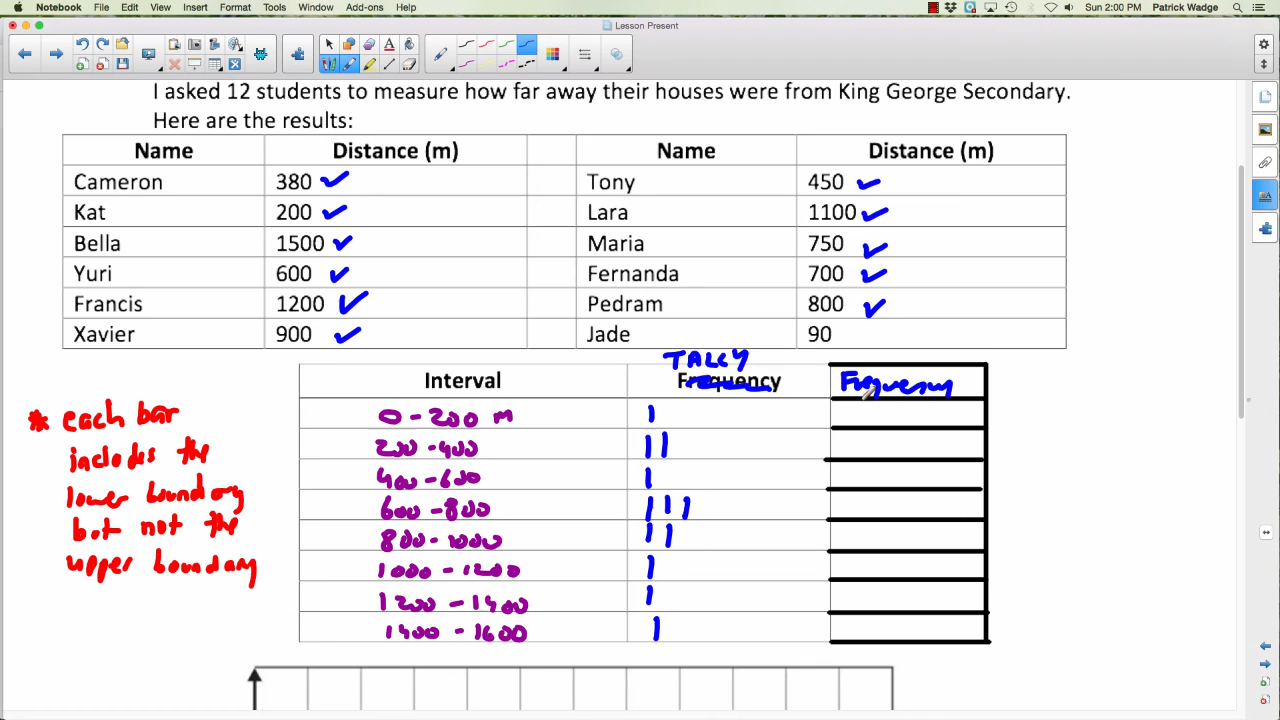 Notebook File Edit View Insert Format Tools Window Add-ons Help Sun 2:00 PM Patrick Wadge
Lesson Present
I asked 12 students to measure how far away their houses were from King George Secondary.
Here are the results:
Name Distance (m) Name Distance (m)
Cameron 380 Tony 450
Kat 200 Lara 1100
Bella 1500 Maria 750
Yuri 600 Fernanda 700
Francis 1200 Pedram 800
Xavier 900 Jade 90
TALLY
Interval Frequency Frequency
0 - 200 m
200 - 400
400 - 600
600 - 800
800 - 1000
1000 - 1200
1200 - 1400
1400 - 1600
* each bar
includes the
lower boundary
but not the
upper boundary